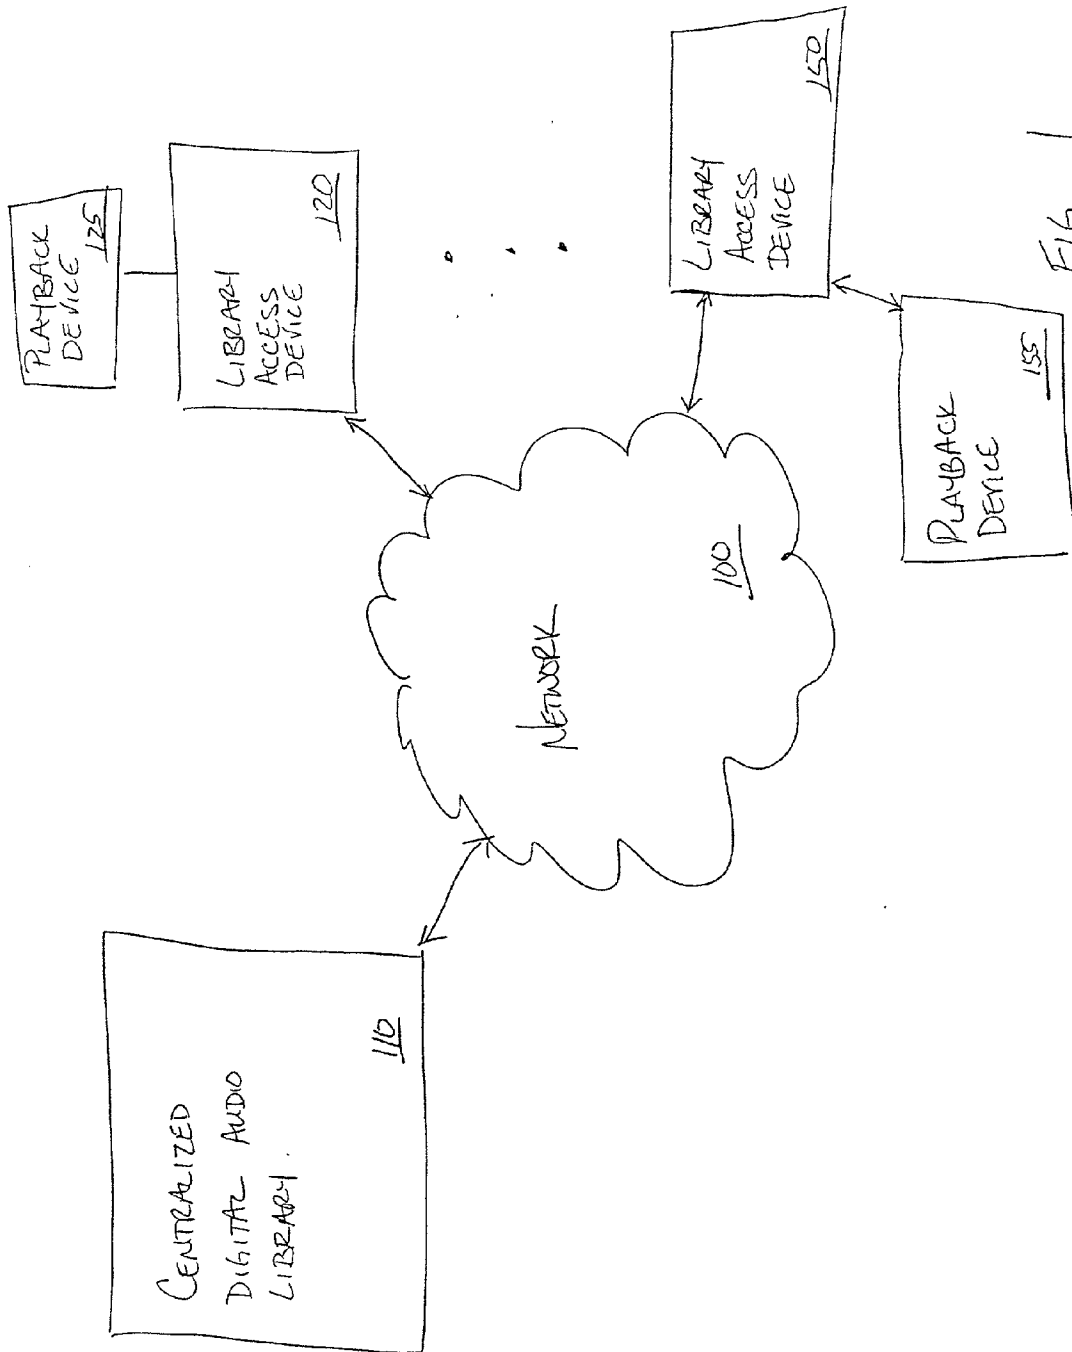 CENTRALIZED
DIGITAL AUDIO
LIBRARY.
110
NETWORK
100
PLAYBACK
DEVICE
125
LIBRARY
ACCESS
DEVICE
120
LIBRARY
ACCESS
DEVICE
150
PLAYBACK
DEVICE
155
FIG. 1